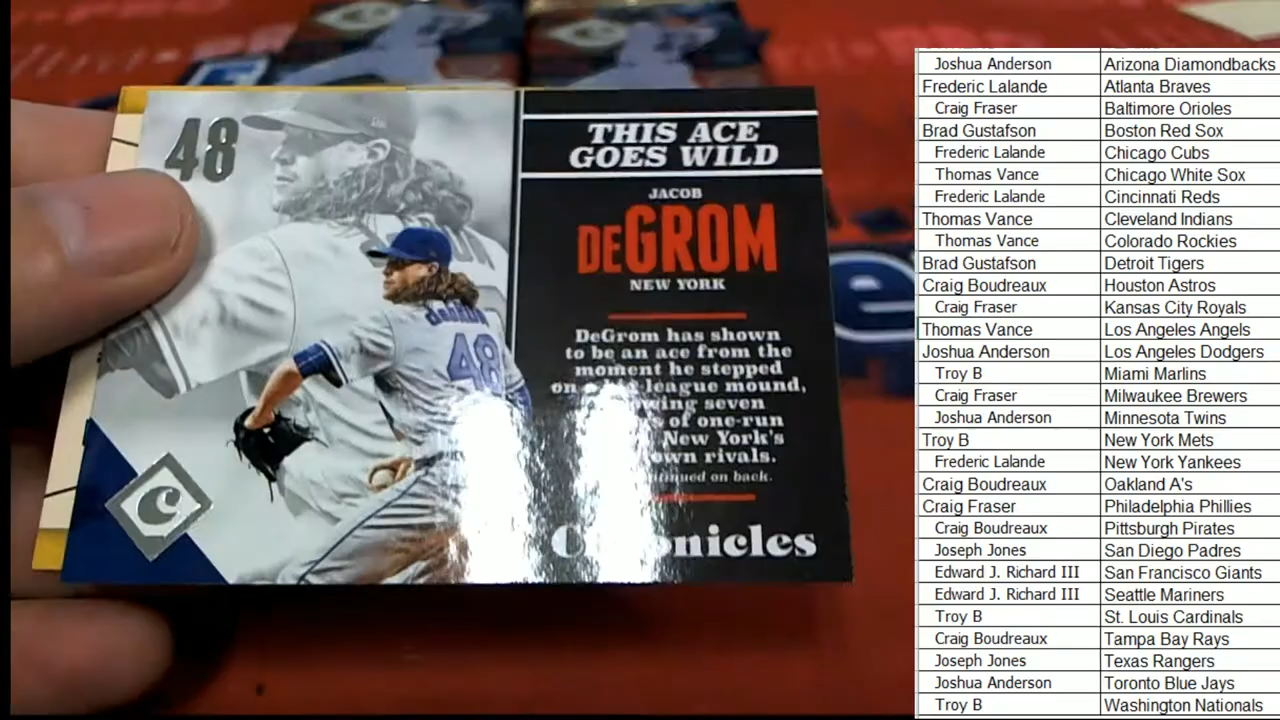 48
THIS ACE
GOES WILD
JACOB
DEGROM
NEW YORK
DeGrom has shown
to be an ace from the
moment he stepped
on league mound,
seven
of one-run
New York's
own rivals.
on back.
C
48
Joshua Anderson Arizona Diamondbacks
Frederic Lalande Atlanta Braves
Craig Fraser Baltimore Orioles
Brad Gustafson Boston Red Sox
Frederic Lalande Chicago Cubs
Thomas Vance Chicago White Sox
Frederic Lalande Cincinnati Reds
Thomas Vance Cleveland Indians
Thomas Vance Colorado Rockies
Brad Gustafson Detroit Tigers
Craig Boudreaux Houston Astros
Craig Fraser Kansas City Royals
Thomas Vance Los Angeles Angels
Joshua Anderson Los Angeles Dodgers
Troy B Miami Marlins
Craig Fraser Milwaukee Brewers
Joshua Anderson Minnesota Twins
Troy B New York Mets
Frederic Lalande New York Yankees
Craig Boudreaux Oakland A's
Craig Fraser Philadelphia Phillies
Craig Boudreaux Pittsburgh Pirates
Joseph Jones San Diego Padres
Edward J. Richard III San Francisco Giants
Edward J. Richard III Seattle Mariners
Troy B St. Louis Cardinals
Craig Boudreaux Tampa Bay Rays
Joseph Jones Texas Rangers
Joshua Anderson Toronto Blue Jays
Troy B Washington Nationals